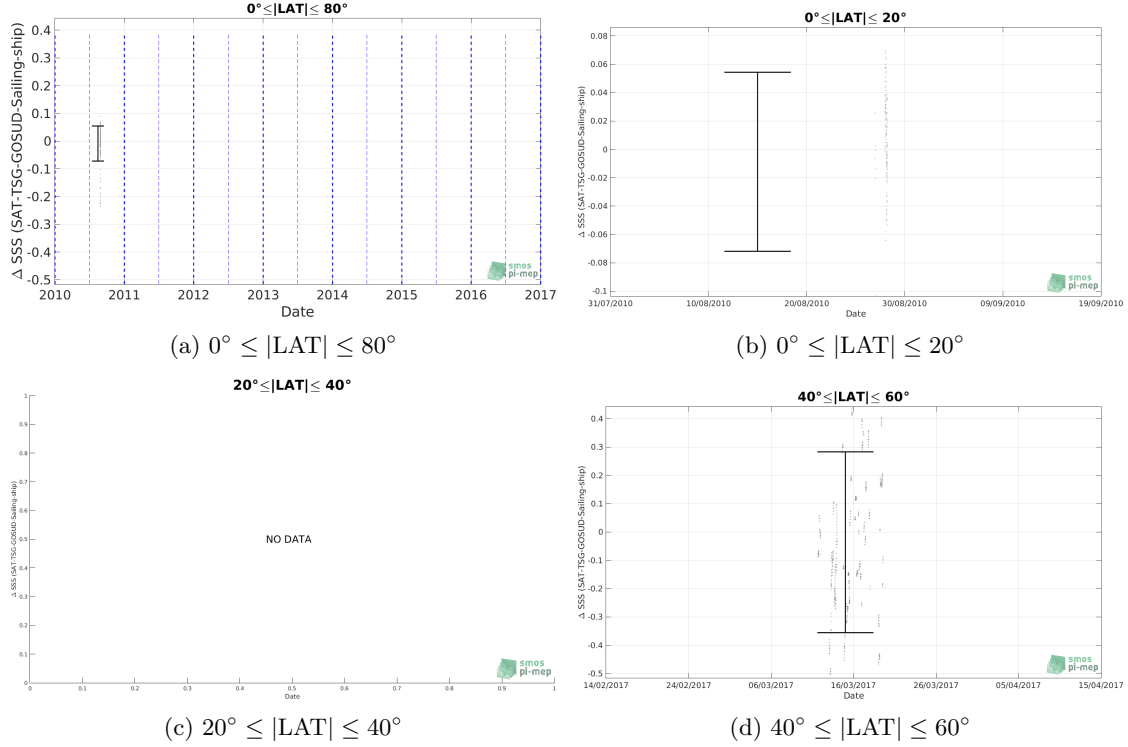 0°≤|LAT|≤ 80°
Δ SSS (SAT-TSG-GOSUD-Sailing-ship)
0.4
0.3
0.2
0.1
0
-0.1
-0.2
-0.3
-0.4
-0.5
2010 2011 2012 2013 2014 2015 2016 2017
Date
smos
pi-mep
(a) 0° ≤ |LAT| ≤ 80°
0°≤|LAT|≤ 20°
Δ SSS (SAT-TSG-GOSUD-Sailing-ship)
0.08
0.06
0.04
0.02
0
-0.02
-0.04
-0.06
-0.08
-0.1
31/07/2010 10/08/2010 20/08/2010 30/08/2010 09/09/2010 19/09/2010
Date
smos
pi-mep
(b) 0° ≤ |LAT| ≤ 20°
20°≤|LAT|≤ 40°
Δ SSS (SAT-TSG-GOSUD-Sailing-ship)
1
0.9
0.8
0.7
0.6
0.5
0.4
0.3
0.2
0.1
0
NO DATA
0 0.1 0.2 0.3 0.4 0.5 0.6 0.7 0.8 0.9 1
Date
smos
pi-mep
(c) 20° ≤ |LAT| ≤ 40°
40°≤|LAT|≤ 60°
Δ SSS (SAT-TSG-GOSUD-Sailing-ship)
0.4
0.3
0.2
0.1
0
-0.1
-0.2
-0.3
-0.4
-0.5
14/02/2017 24/02/2017 06/03/2017 16/03/2017 26/03/2017 05/04/2017 15/04/2017
Date
smos
pi-mep
(d) 40° ≤ |LAT| ≤ 60°